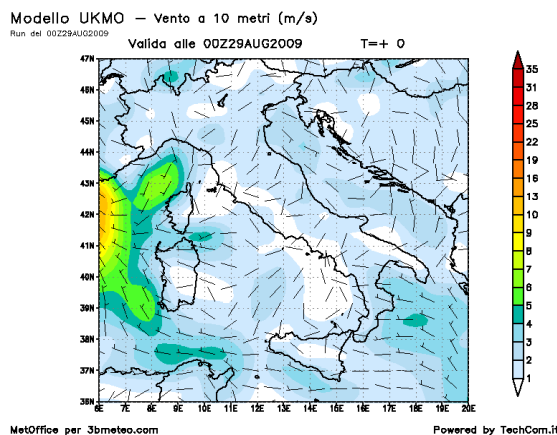 Modello UKMO – Vento a 10 metri (m/s)
Run del 00Z29AUG2009
Valida alle 00Z29AUG2009 T=+ 0
47N
46N
45N
44N
43N
42N
41N
40N
39N
38N
37N
36N
6E 7E 8E 9E 10E 11E 12E 13E 14E 15E 16E 17E 18E 19E 20E
35
31
28
25
22
19
16
13
10
9
8
7
6
5
4
3
2
1
MetOffice per 3bmeteo.com
Powered by TechCom.it